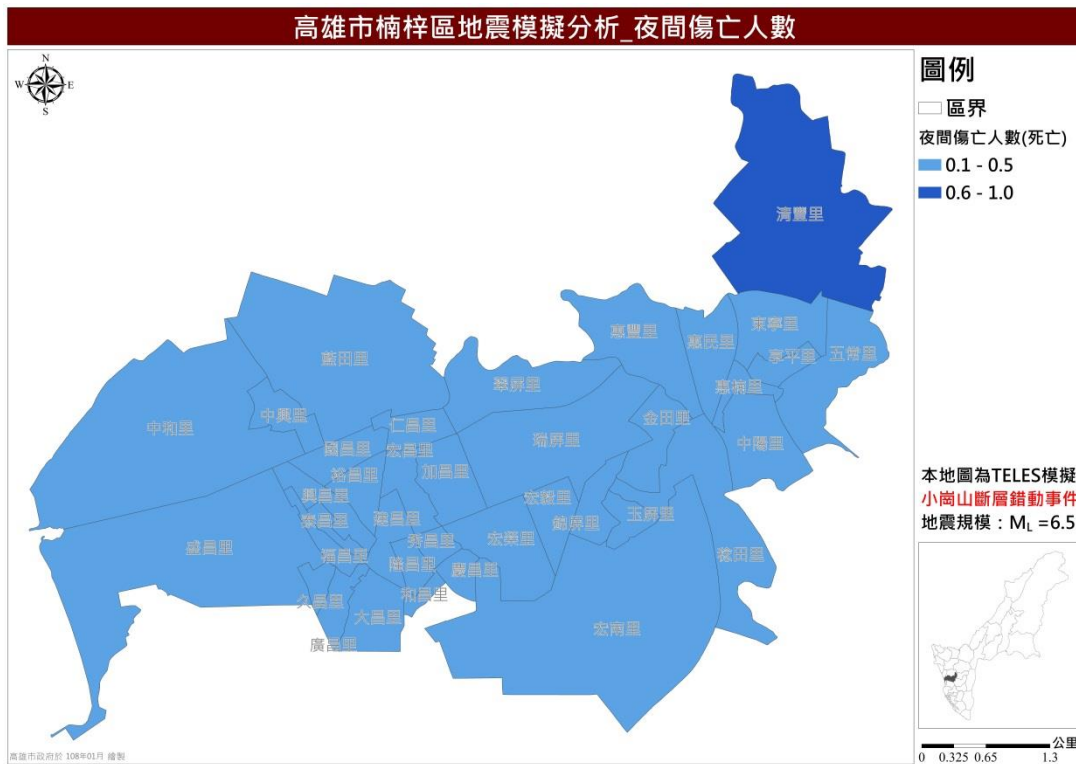 高雄市楠梓區地震模擬分析_夜間傷亡人數
N
W
E
S
圖例
區界
夜間傷亡人數(死亡)
0.1 - 0.5
0.6 - 1.0
清豐里
惠豐里
惠民里
東寧里
享平里
五常里
藍田里
翠屏里
惠楠里
中和里
中興里
仁昌里
金田里
國昌里
宏昌里
瑞屏里
中陽里
裕昌里
加昌里
興昌里
宏毅里
泰昌里
建昌里
錦屏里
玉屏里
盛昌里
秀昌里
宏榮里
福昌里
隆昌里
慶昌里
稔田里
久昌里
和昌里
大昌里
宏南里
廣昌里
本地圖為TELES模擬
小崗山斷層錯動事件
地震規模：ML =6.5
公里
0 0.325 0.65 1.3
高雄市政府於 108年01月 繪製